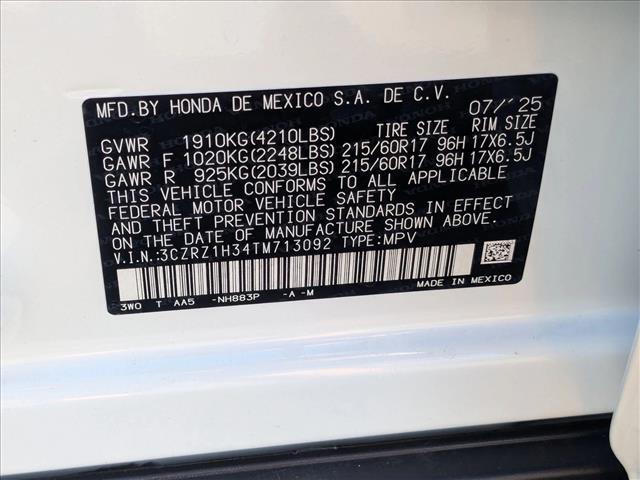 MFD.BY HONDA DE MEXICO S.A. DE C.V. 07/'25
GVWR 1910KG(4210LBS) TIRE SIZE RIM SIZE
GAWR F 1020KG(2248LBS) 215/60R17 96H 17X6.5J
GAWR R 925KG(2039LBS) 215/60R17 96H 17X6.5J
THIS VEHICLE CONFORMS TO ALL APPLICABLE
FEDERAL MOTOR VEHICLE SAFETY
AND THEFT PREVENTION STANDARDS IN EFFECT
ON THE DATE OF MANUFACTURE SHOWN ABOVE.
V.I.N.:3CZRZ1H34TM713092 TYPE:MPV
3WO T AA5 -NH883P -A-M MADE IN MEXICO